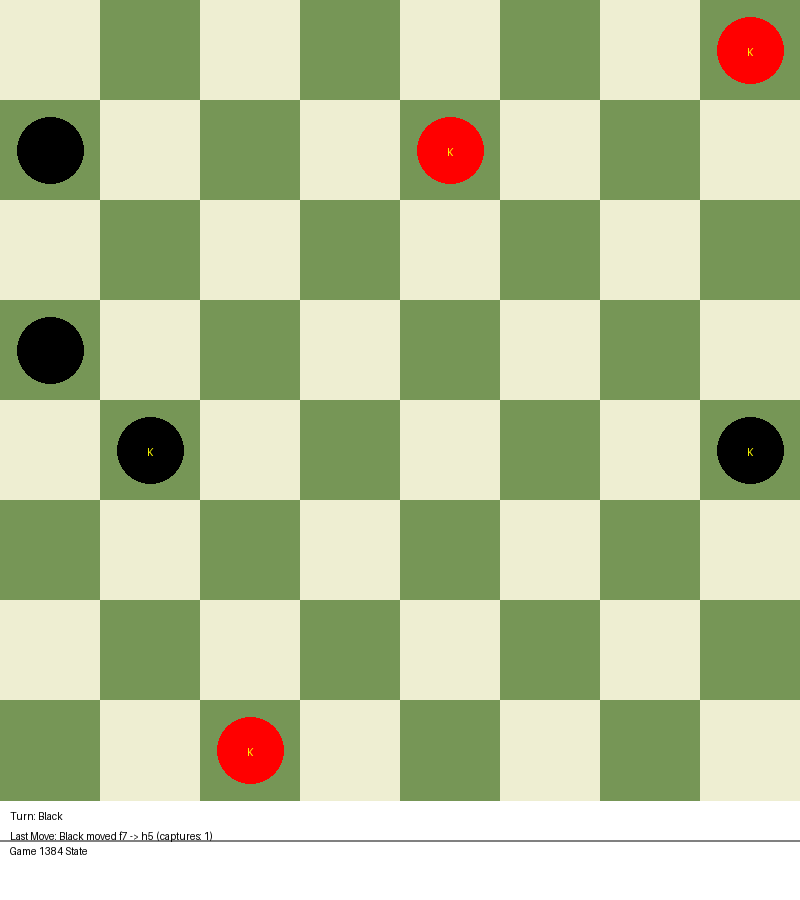 K
K
K K
K
Turn: Black
Last Move: Black moved f7 -> h5 (captures: 1)
Game 1384 State